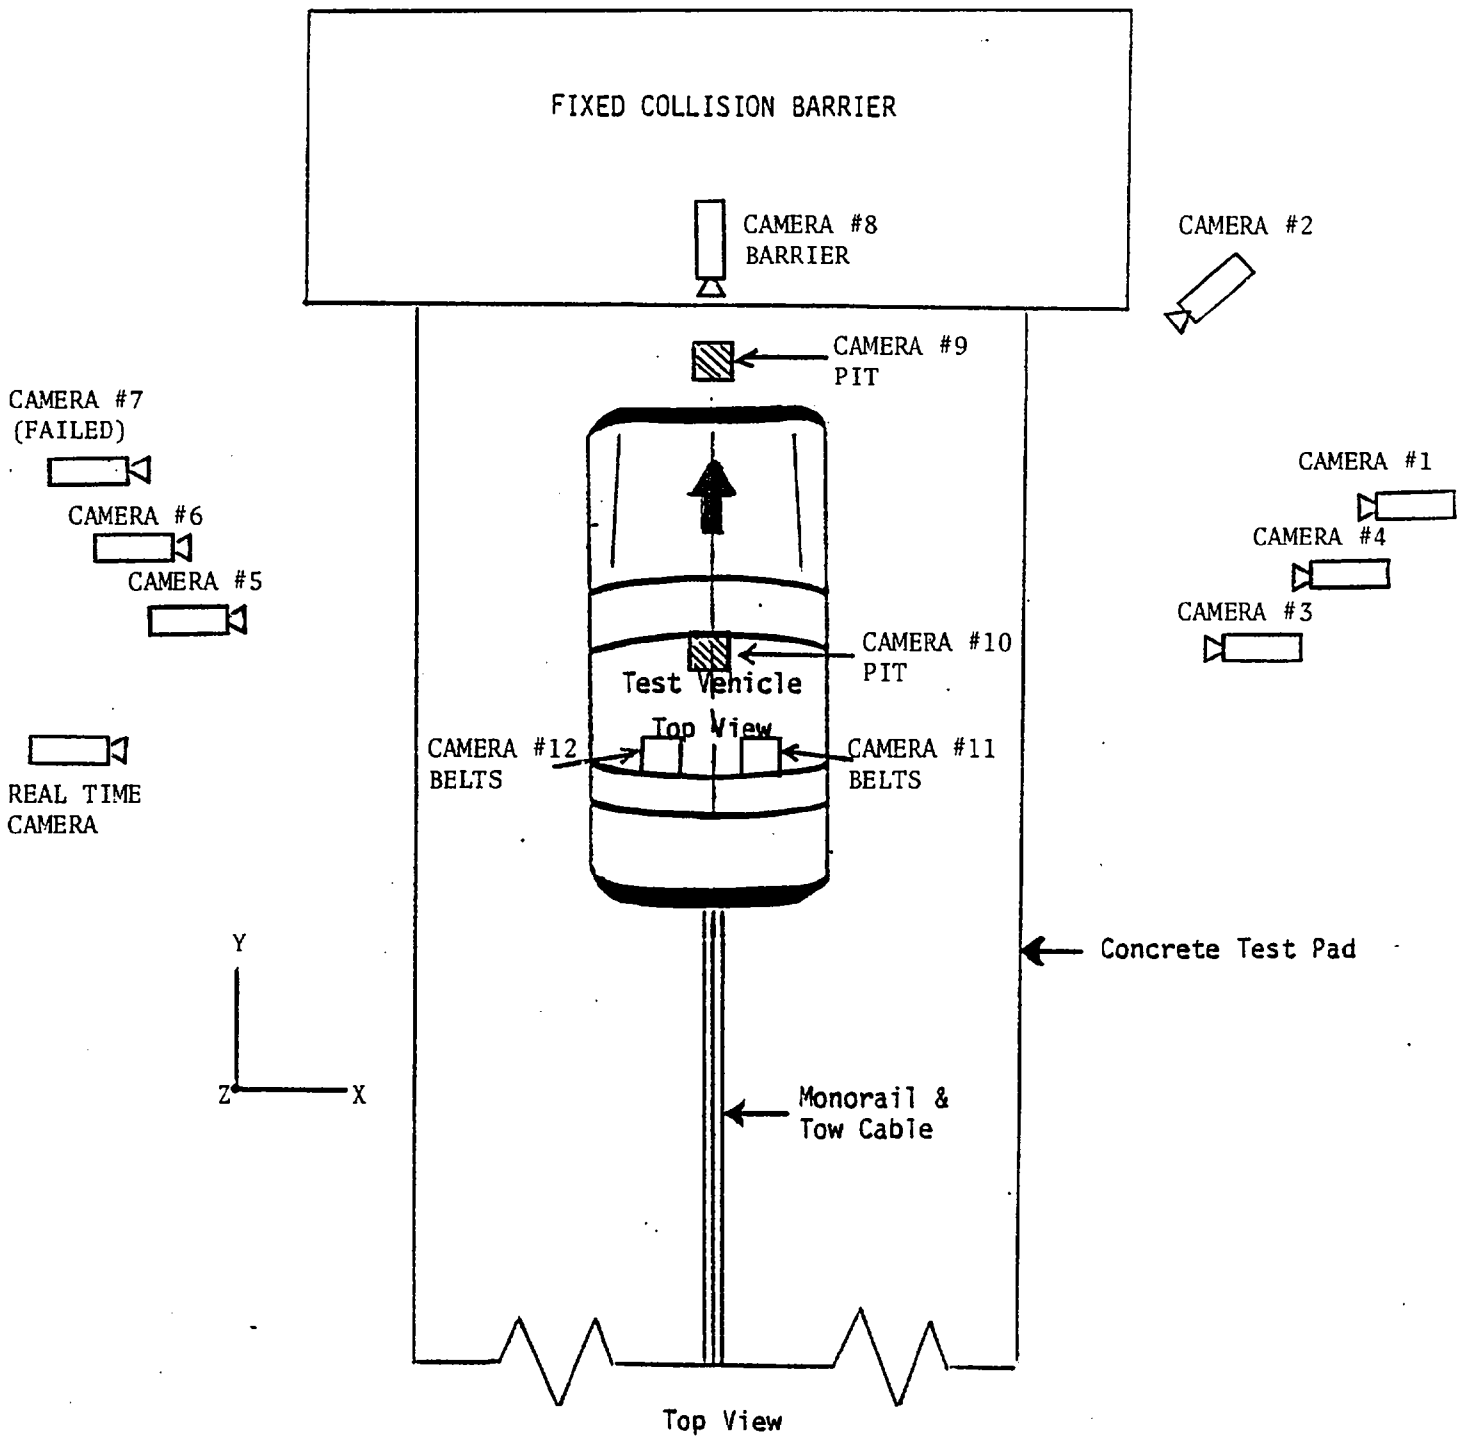 FIXED COLLISION BARRIER
CAMERA #8
BARRIER
CAMERA #2
CAMERA #9
PIT
CAMERA #7
(FAILED)
CAMERA #1
CAMERA #6
CAMERA #4
CAMERA #5
CAMERA #3
CAMERA #10
PIT
Test Vehicle
Top View
CAMERA #12
BELTS
CAMERA #11
BELTS
REAL TIME
CAMERA
Y
Concrete Test Pad
Z
X
Monorail &
Tow Cable
Top View